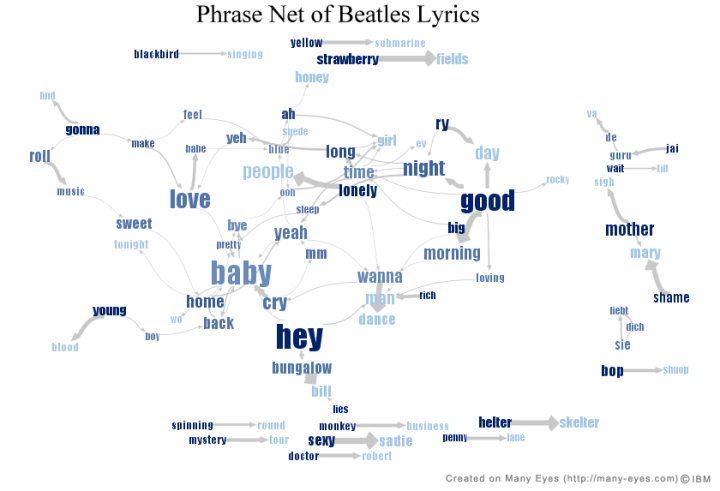 Phrase Net of Beatles Lyrics
yellow submarine
blackbird singing
strawberry fields
honey
find
gonna
feel
ah
ry
va
suede
yeh
girl
de
make
babe
blue
long
ev
day
guru
jai
roll
people
time
night
wait
till
music
love
ooh
lonely
good
rocky
sigh
sleep
sweet
bye
yeah
big
mother
tonight
pretty
mm
morning
mary
baby
wanna
loving
home
cry
man
rich
shame
young
wo
back
dance
liebt
dich
boy
hey
sie
blood
bungalow
bop
shuop
bill
lies
spinning round
monkey business
helter skelter
mystery tour
sexy sadie
penny lane
doctor robert
Created on Many Eyes (http://many-eyes.com) © IBM